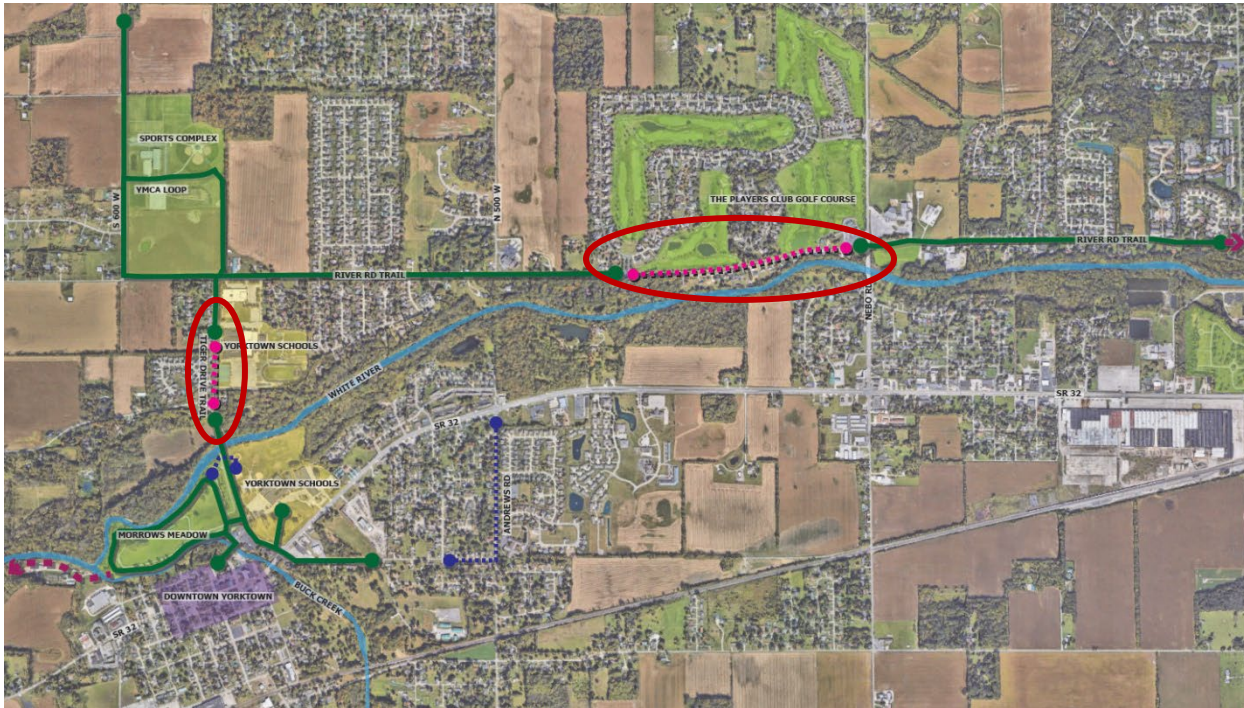 SPORTS COMPLEX
YMCA LOOP
S 600 W
N 500 W
THE PLAYERS CLUB GOLF COURSE
RIVER RD TRAIL
RIVER RD TRAIL
NEBO RD
TIGER DRIVE TRAIL
YORKTOWN SCHOOLS
WHITE RIVER
SR 32
SR 32
YORKTOWN SCHOOLS
ANDREWS RD
MORROWS MEADOW
DOWNTOWN YORKTOWN
BUCK CREEK
SR 32